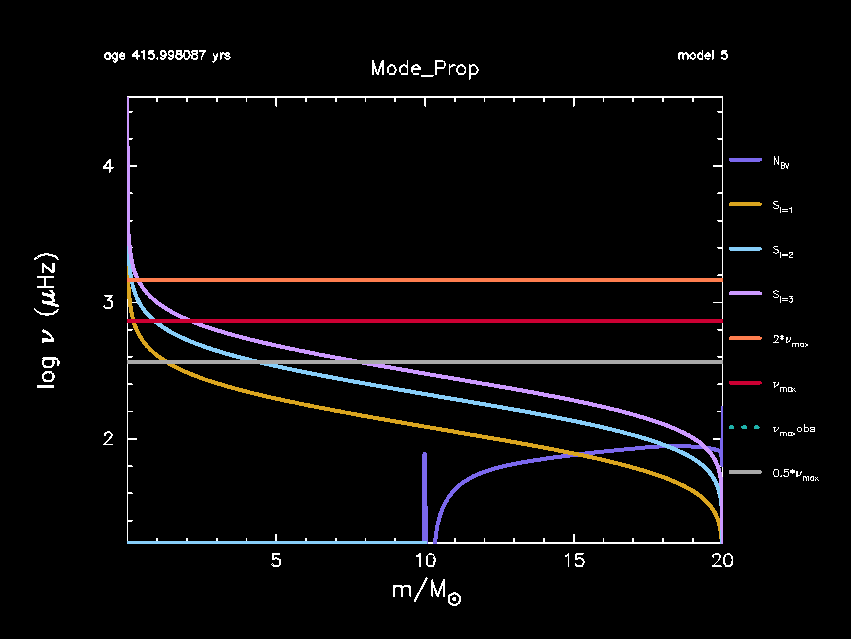 age 415.998087 yrs
model 5
Mode_Prop
4
3
2
log ν (μHz)
5
10
15
20
m/M☉
N_BV
S_l=1
S_l=2
S_l=3
2*ν_max
ν_max
ν_max obs
0.5*ν_max